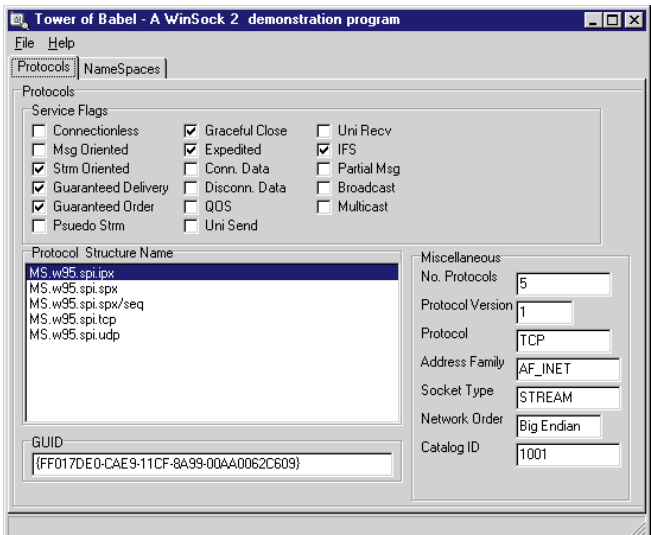 Tower of Babel - A WinSock 2 demonstration program
File Help
Protocols NameSpaces
Protocols
Service Flags
Connectionless Graceful Close Uni Recv
Msg Oriented Expedited IFS
Strm Oriented Conn. Data Partial Msg
Guaranteed Delivery Disconn. Data Broadcast
Guaranteed Order QOS Multicast
Psuedo Strm Uni Send
Protocol Structure Name
MS.w95.spi.ipx
MS.w95.spi.spx
MS.w95.spi.spx/seq
MS.w95.spi.tcp
MS.w95.spi.udp
GUID
{FF017DE0-CAE9-11CF-8A99-00AA0062C609}
Miscellaneous
No. Protocols 5
Protocol Version 1
Protocol TCP
Address Family AF_INET
Socket Type STREAM
Network Order Big Endian
Catalog ID 1001